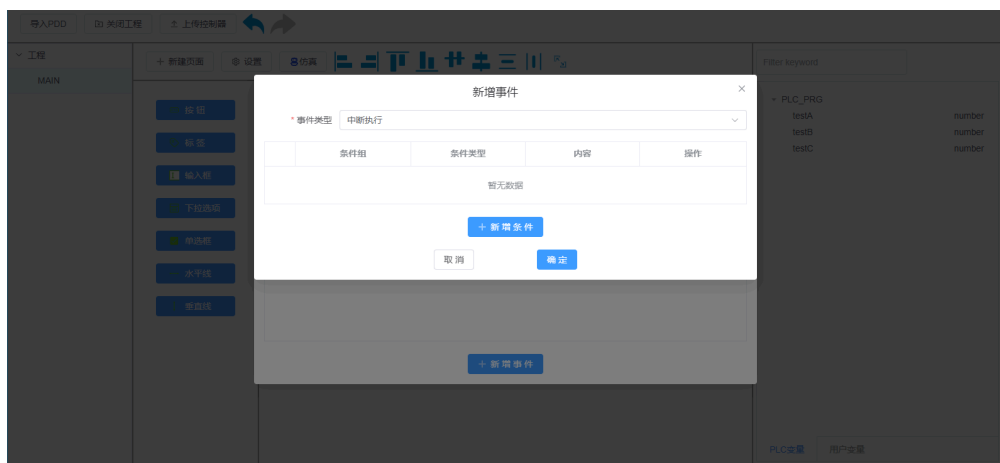 导入PDD 关闭工程 上传控制器
工程
MAIN
+ 新建页面 设置 仿真
Filter keyword
新增事件
* 事件类型 中断执行
条件组 条件类型 内容 操作
暂无数据
+ 新增条件
取消 确定
按钮
标签
输入框
下拉选项
单选框
水平线
垂直线
PLC_PRG
testA number
testB number
testC number
+ 新增事件
PLC变量 用户变量